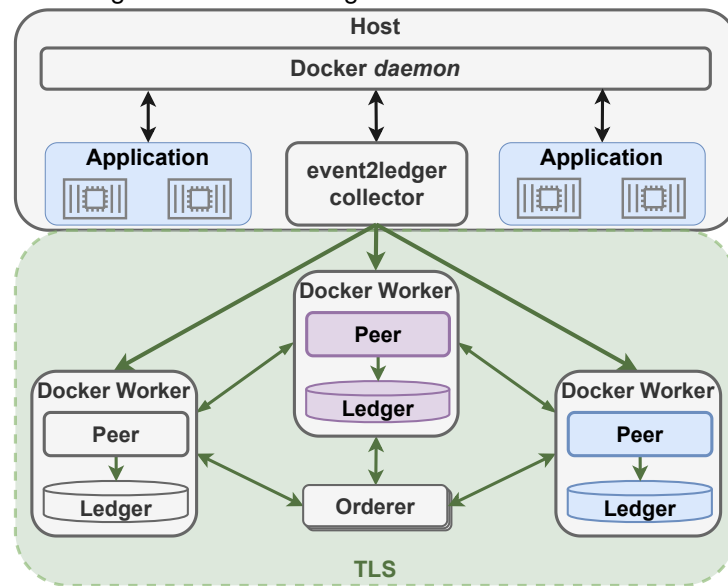 Host
Docker daemon
Application
event2ledger
collector
Application
Docker Worker
Peer
Ledger
Docker Worker
Peer
Ledger
Docker Worker
Peer
Ledger
Orderer
TLS